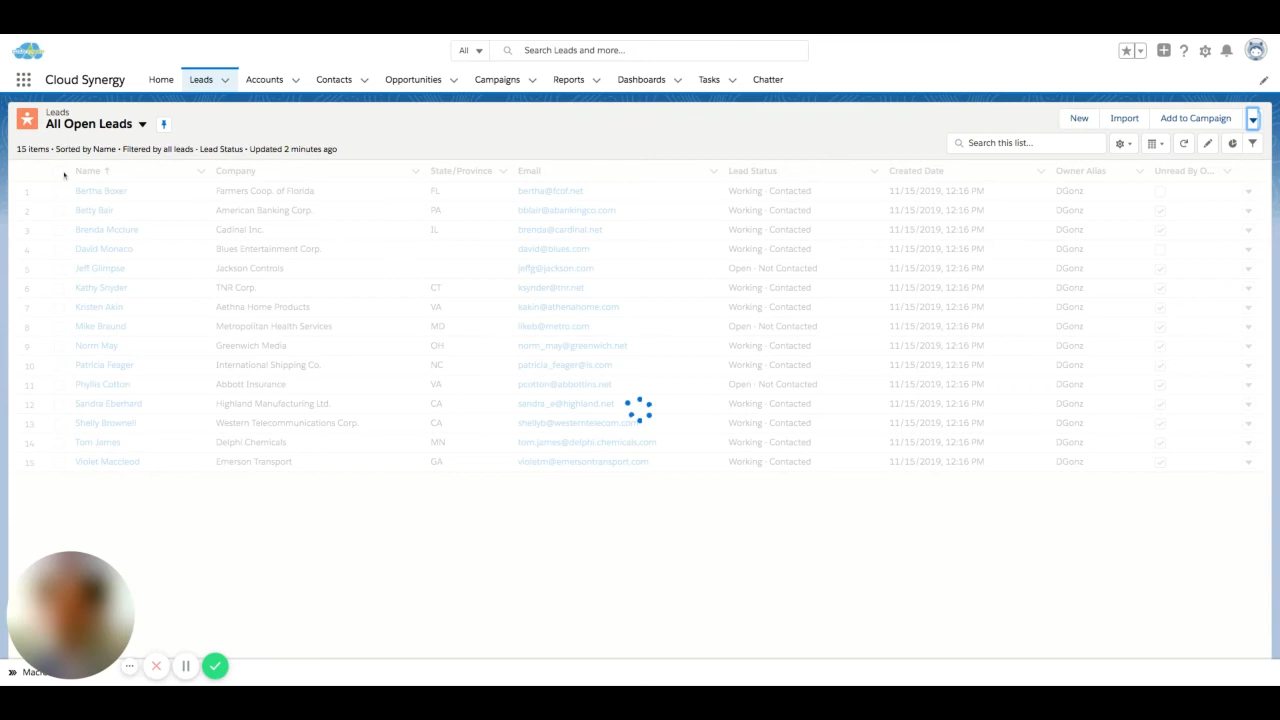 All
Search Leads and more...
Cloud Synergy
Home Leads Accounts Contacts Opportunities Campaigns Reports Dashboards Tasks Chatter
Leads
All Open Leads
New Import Add to Campaign
15 items • Sorted by Name • Filtered by all leads - Lead Status • Updated 2 minutes ago
Search this list...
Name ↑ Company State/Province Email Lead Status Created Date Owner Alias Unread By O...
1 Bertha Boxer Farmers Coop. of Florida FL bertha@fcof.net Working - Contacted 11/15/2019, 12:16 PM DGonz
2 Betty Bair American Banking Corp. PA bblair@abankingco.com Working - Contacted 11/15/2019, 12:16 PM DGonz
3 Brenda Mcclure Cadinal Inc. IL brenda@cardinal.net Working - Contacted 11/15/2019, 12:16 PM DGonz
4 David Monaco Blues Entertainment Corp. david@blues.com Working - Contacted 11/15/2019, 12:16 PM DGonz
5 Jeff Glimpse Jackson Controls jeffg@jackson.com Open - Not Contacted 11/15/2019, 12:16 PM DGonz
6 Kathy Snyder TNR Corp. CT ksynder@tnr.net Working - Contacted 11/15/2019, 12:16 PM DGonz
7 Kristen Akin Aethna Home Products VA kakin@athenahome.com Working - Contacted 11/15/2019, 12:16 PM DGonz
8 Mike Braund Metropolitan Health Services MD likeb@metro.com Open - Not Contacted 11/15/2019, 12:16 PM DGonz
9 Norm May Greenwich Media OH norm_may@greenwich.net Working - Contacted 11/15/2019, 12:16 PM DGonz
10 Patricia Feager International Shipping Co. NC patricia_feager@is.com Working - Contacted 11/15/2019, 12:16 PM DGonz
11 Phyllis Cotton Abbott Insurance VA pcotton@abbottins.net Open - Not Contacted 11/15/2019, 12:16 PM DGonz
12 Sandra Eberhard Highland Manufacturing Ltd. CA sandra_e@highland.net Working - Contacted 11/15/2019, 12:16 PM DGonz
13 Shelly Brownell Western Telecommunications Corp. CA shellyb@westerntelecom.com Working - Contacted 11/15/2019, 12:16 PM DGonz
14 Tom James Delphi Chemicals MN tom.james@delphi.chemicals.com Working - Contacted 11/15/2019, 12:16 PM DGonz
15 Violet Maccleod Emerson Transport GA violetm@emersontransport.com Working - Contacted 11/15/2019, 12:16 PM DGonz